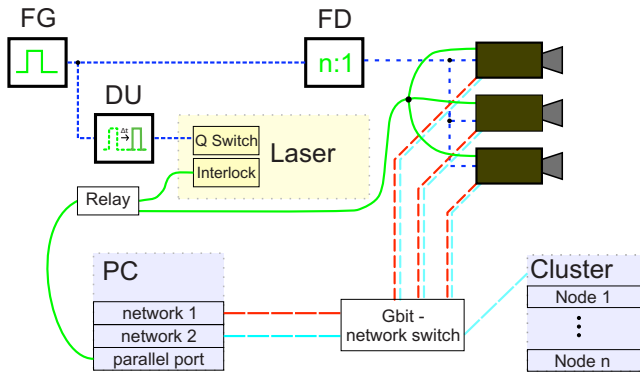 FG
FD
n:1
DU
Δt
Q Switch
Laser
Interlock
Relay
PC
network 1
network 2
parallel port
Gbit -
network switch
Cluster
Node 1
⋮
Node n